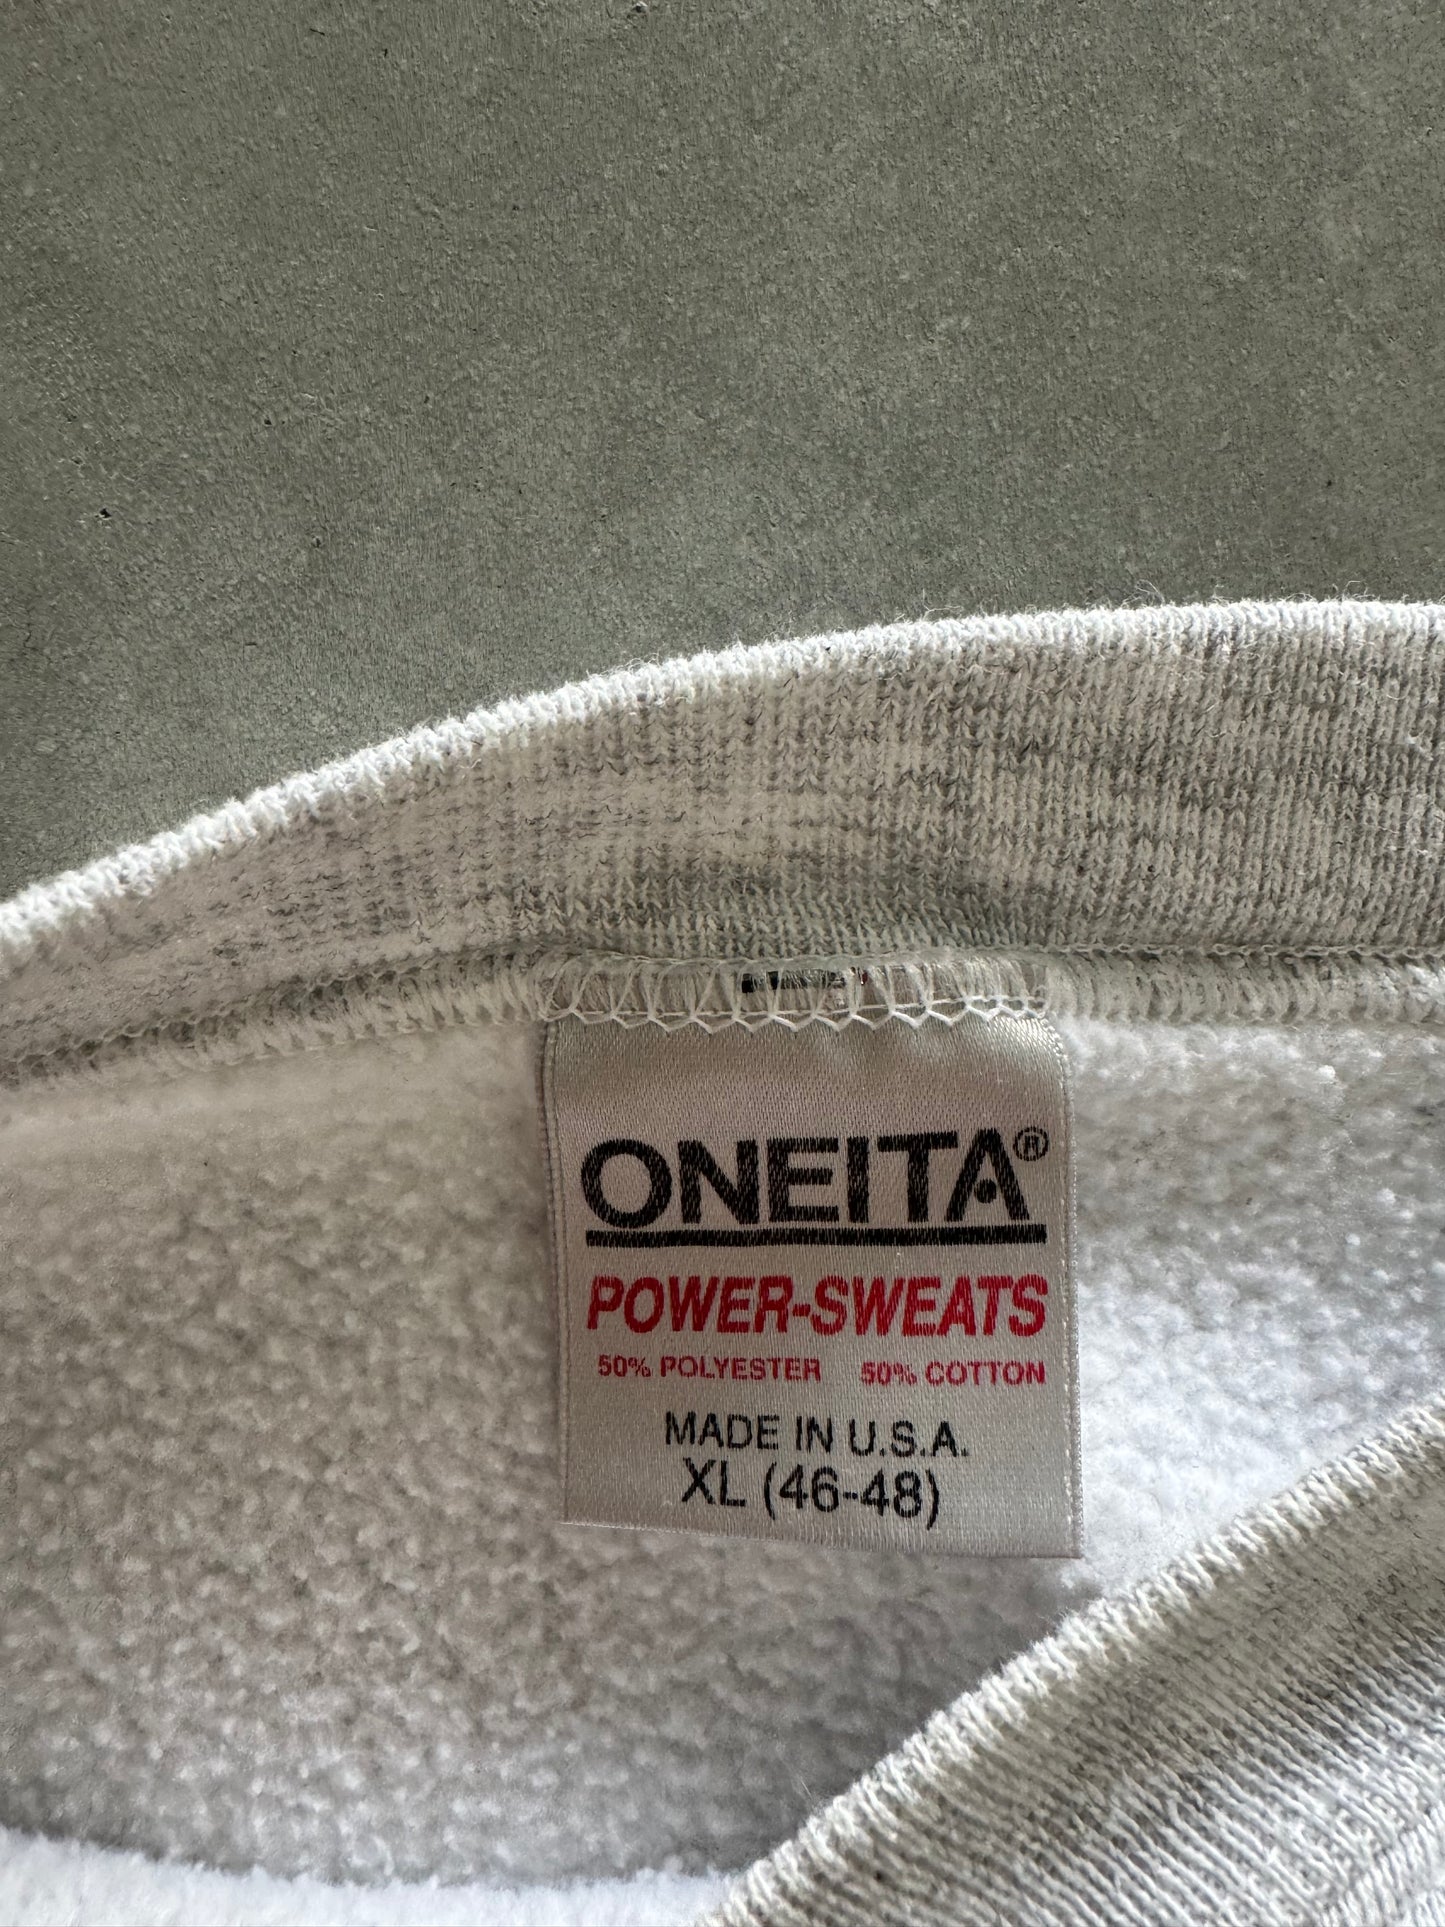 ONEITA®
POWER-SWEATS
50% POLYESTER 50% COTTON
MADE IN U.S.A.
XL (46-48)